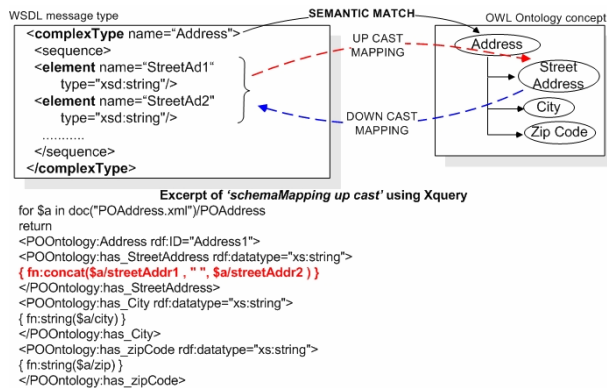 WSDL message type
SEMANTIC MATCH
OWL Ontology concept
<complexType name="Address">
<sequence>
<element name="StreetAd1"
type="xsd:string"/>
<element name="StreetAd2"
type="xsd:string"/>
...........
</sequence>
</complexType>
UP CAST
MAPPING
DOWN CAST
MAPPING
Address
Street
Address
City
Zip Code
Excerpt of 'schemaMapping up cast' using Xquery
for $a in doc("POAddress.xml")/POAddress
return
<POOntology:Address rdf:ID="Address1">
<POOntology:has_StreetAddress rdf:datatype="xs:string">
{ fn:concat($a/streetAddr1 , " ", $a/streetAddr2 ) }
</POOntology:has_StreetAddress>
<POOntology:has_City rdf:datatype="xs:string">
{ fn:string($a/city) }
</POOntology:has_City>
<POOntology:has_zipCode rdf:datatype="xs:string">
{ fn:string($a/zip) }
</POOntology:has_zipCode>